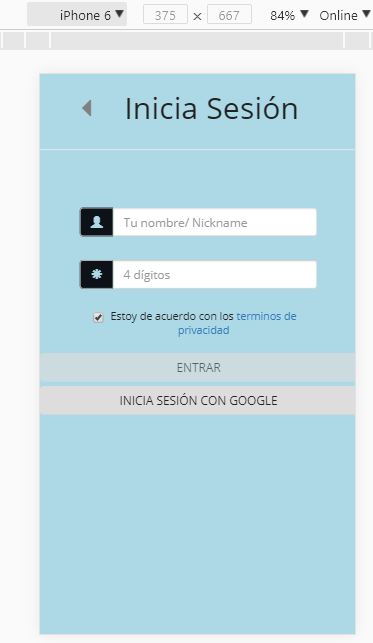 iPhone 6 375 × 667 84% Online
Inicia Sesión
Tu nombre/ Nickname
4 dígitos
Estoy de acuerdo con los terminos de
privacidad
ENTRAR
INICIA SESIÓN CON GOOGLE